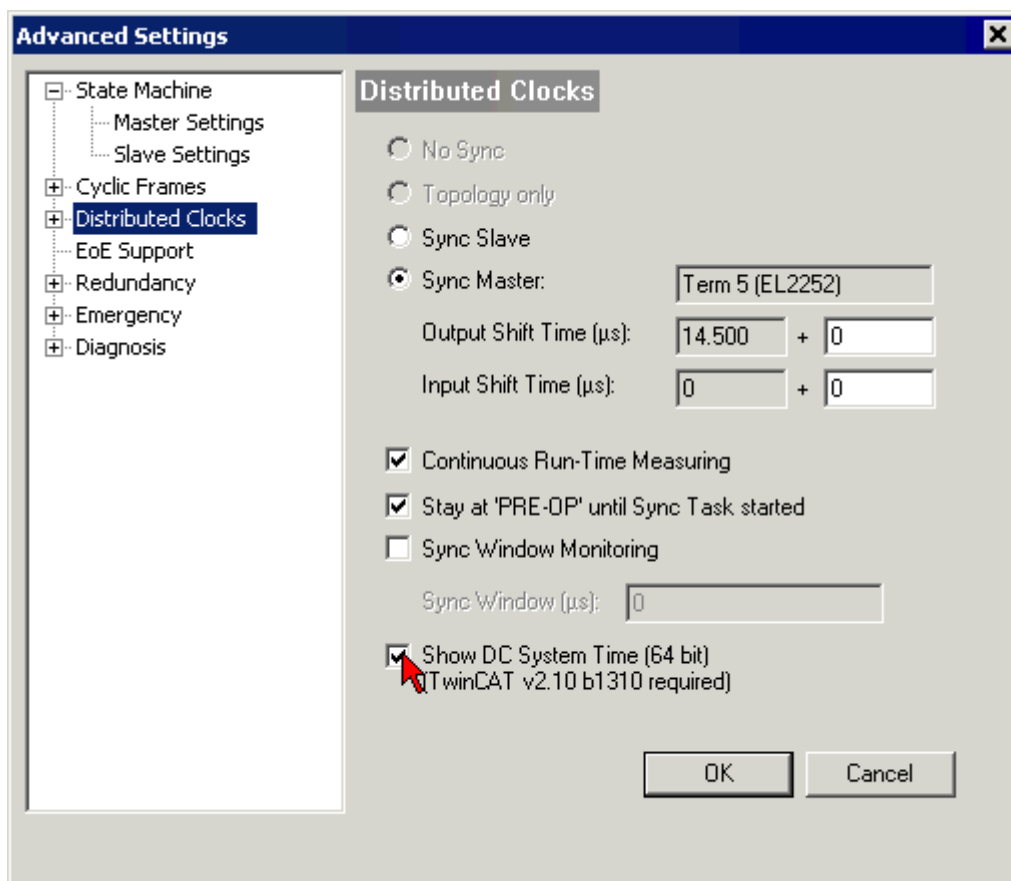 Advanced Settings
State Machine
Master Settings
Slave Settings
Cyclic Frames
Distributed Clocks
EoE Support
Redundancy
Emergency
Diagnosis
Distributed Clocks
No Sync
Topology only
Sync Slave
Sync Master: Term 5 (EL2252)
Output Shift Time (µs): 14.500 + 0
Input Shift Time (µs): 0 + 0
Continuous Run-Time Measuring
Stay at 'PRE-OP' until Sync Task started
Sync Window Monitoring
Sync Window (µs): 0
Show DC System Time (64 bit)
(TwinCAT v2.10 b1310 required)
OK Cancel